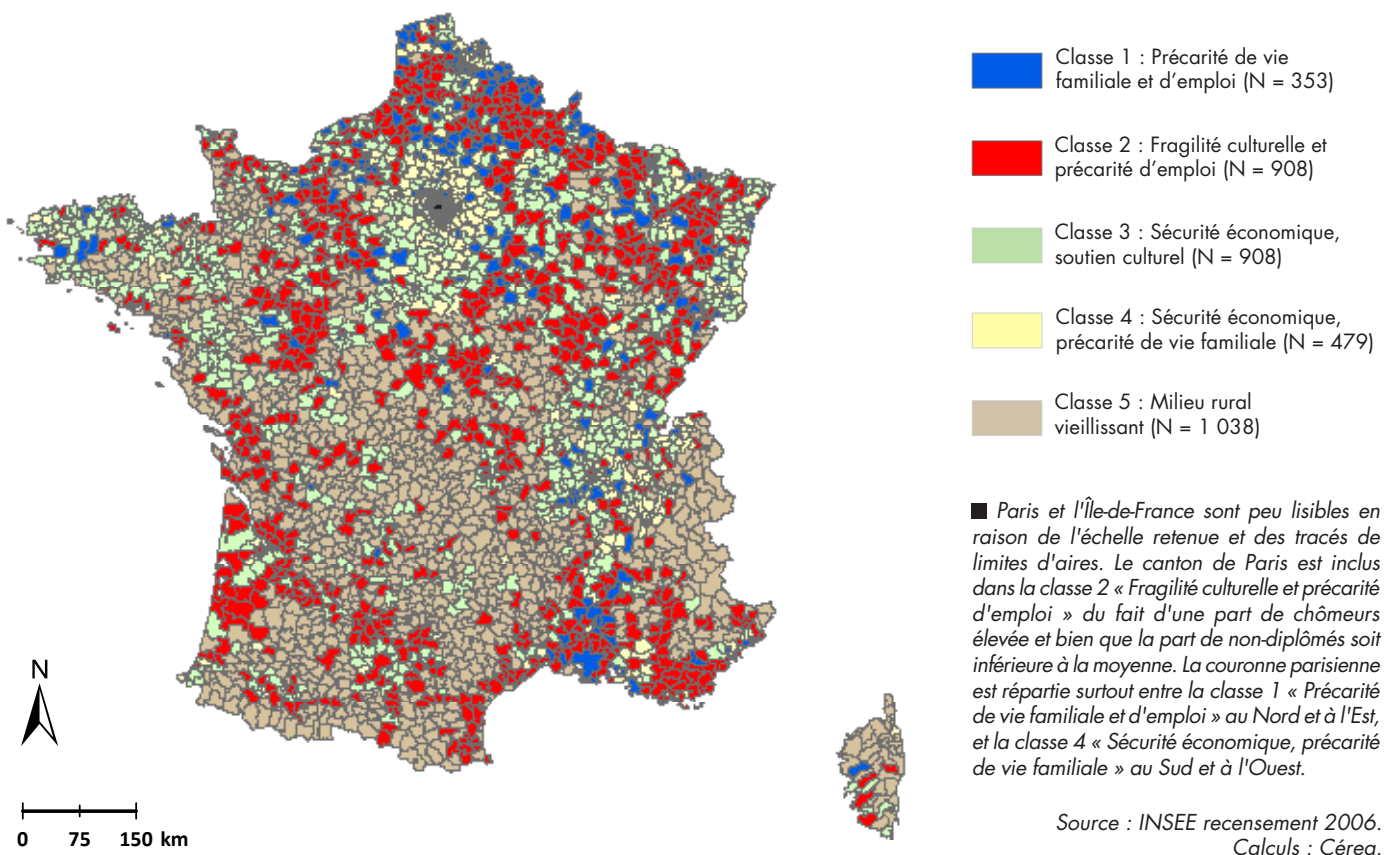 Classe 1 : Précarité de vie
familiale et d'emploi (N = 353)
Classe 2 : Fragilité culturelle et
précarité d'emploi (N = 908)
Classe 3 : Sécurité économique,
soutien culturel (N = 908)
Classe 4 : Sécurité économique,
précarité de vie familiale (N = 479)
Classe 5 : Milieu rural
vieillissant (N = 1 038)
■ Paris et l'Île-de-France sont peu lisibles en
raison de l'échelle retenue et des tracés de
limites d'aires. Le canton de Paris est inclus
dans la classe 2 « Fragilité culturelle et précarité
d'emploi » du fait d'une part de chômeurs
élevée et bien que la part de non-diplômés soit
inférieure à la moyenne. La couronne parisienne
est répartie surtout entre la classe 1 « Précarité
de vie familiale et d'emploi » au Nord et à l'Est,
et la classe 4 « Sécurité économique, précarité
de vie familiale » au Sud et à l'Ouest.
N
0 75 150 km
Source : INSEE recensement 2006.
Calculs : Céreq.